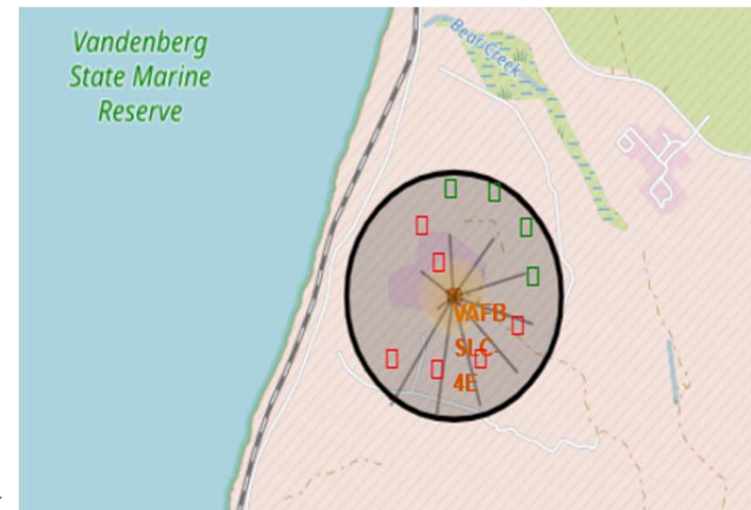 Vandenberg
State Marine
Reserve
Bear Creek
VAFB
SLC-
4E